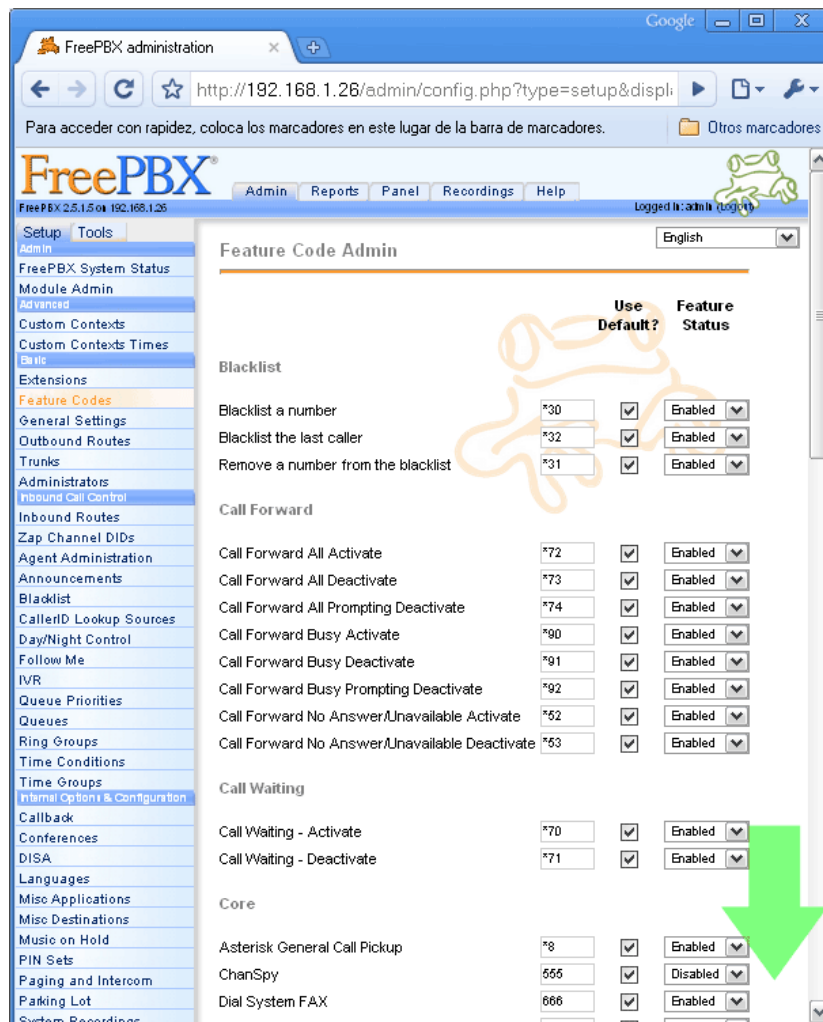 Google
FreePBX administration
http://192.168.1.26/admin/config.php?type=setup&displ
Para acceder con rapidez, coloca los marcadores en este lugar de la barra de marcadores.
Otros marcadores
FreePBX®
Admin
Reports
Panel
Recordings
Help
FreePBX 2.5.1.5 on 192.168.1.26
Logged in: admin (Logout)
Setup
Tools
English
Admin
FreePBX System Status
Module Admin
Advanced
Custom Contexts
Custom Contexts Times
Basic
Extensions
Feature Codes
General Settings
Outbound Routes
Trunks
Administrators
Inbound Call Control
Inbound Routes
Zap Channel DIDs
Agent Administration
Announcements
Blacklist
CallerID Lookup Sources
Day/Night Control
Follow Me
IVR
Queue Priorities
Queues
Ring Groups
Time Conditions
Time Groups
Internal Options & Configuration
Callback
Conferences
DISA
Languages
Misc Applications
Misc Destinations
Music on Hold
PIN Sets
Paging and Intercom
Parking Lot
System Recordings
Feature Code Admin
Use Feature
Default? Status
Blacklist
Blacklist a number *30 Enabled
Blacklist the last caller *32 Enabled
Remove a number from the blacklist *31 Enabled
Call Forward
Call Forward All Activate *72 Enabled
Call Forward All Deactivate *73 Enabled
Call Forward All Prompting Deactivate *74 Enabled
Call Forward Busy Activate *90 Enabled
Call Forward Busy Deactivate *91 Enabled
Call Forward Busy Prompting Deactivate *92 Enabled
Call Forward No Answer/Unavailable Activate *52 Enabled
Call Forward No Answer/Unavailable Deactivate *53 Enabled
Call Waiting
Call Waiting - Activate *70 Enabled
Call Waiting - Deactivate *71 Enabled
Core
Asterisk General Call Pickup *8 Enabled
ChanSpy 555 Disabled
Dial System FAX 666 Enabled